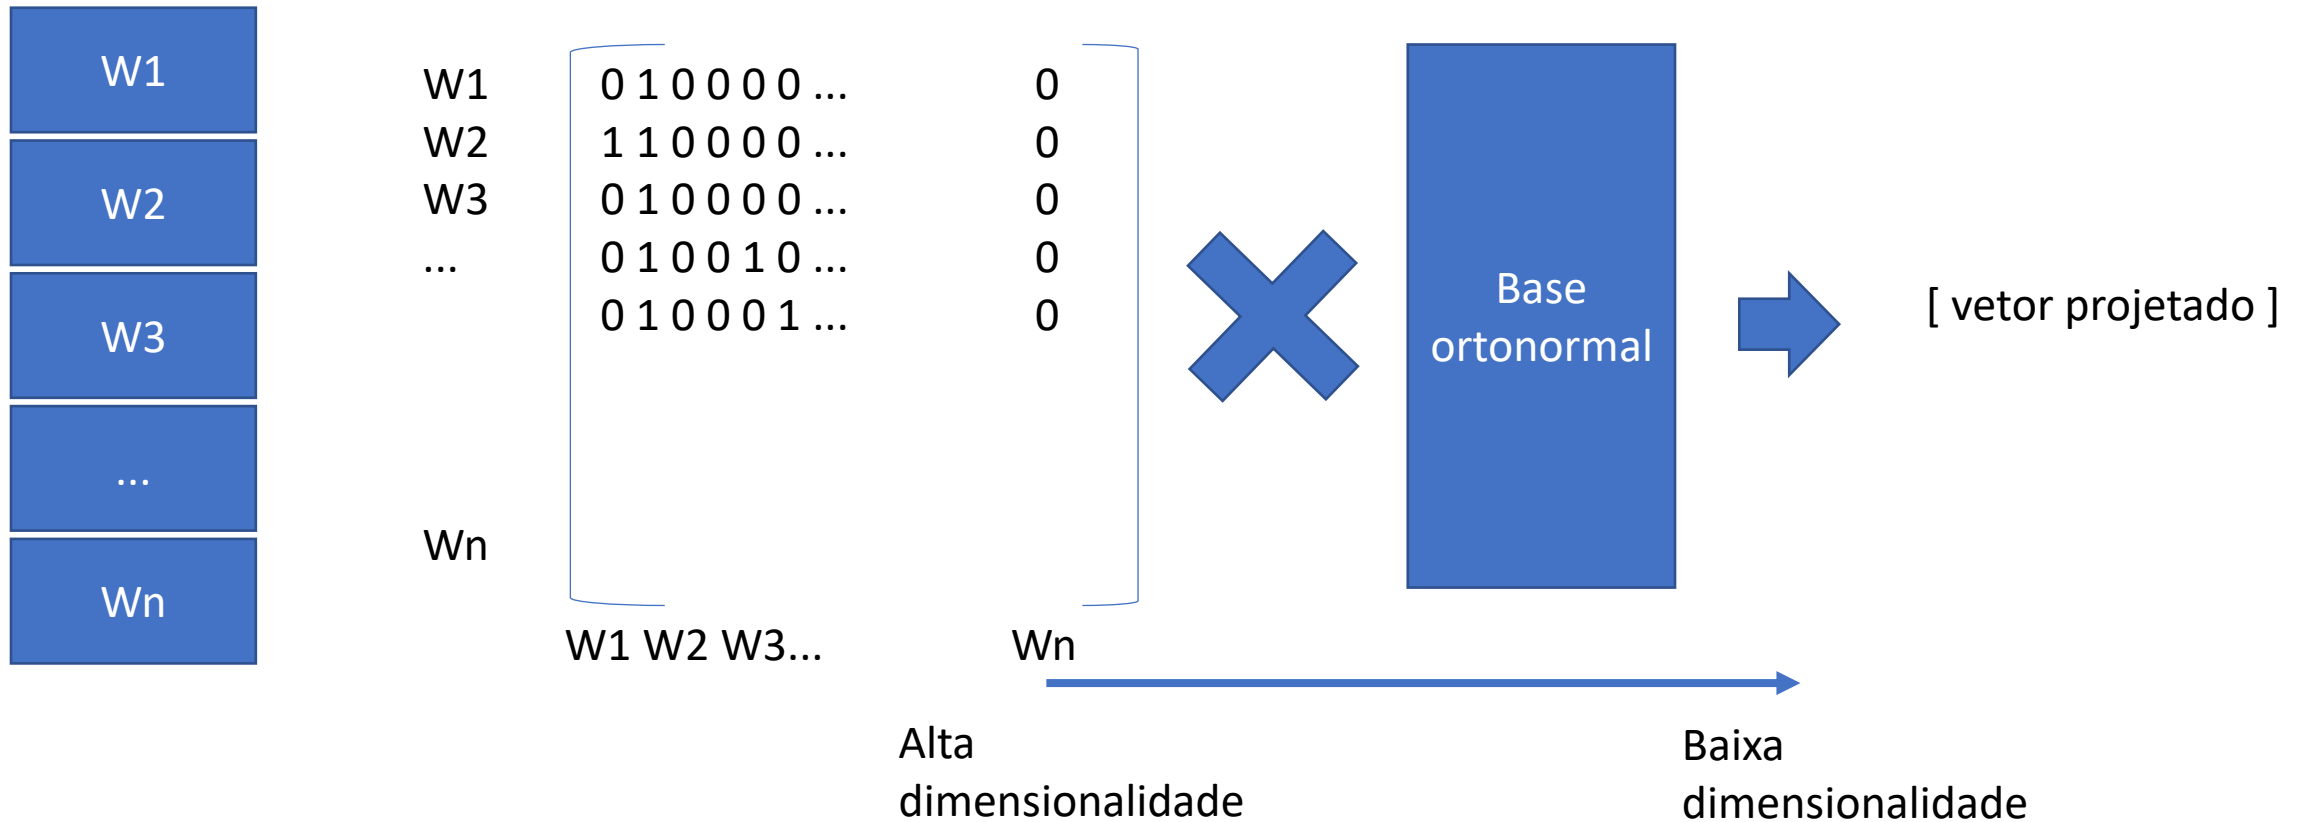 W1
W2
W3
...
Wn
W1 0 1 0 0 0 0 ... 0
W2 1 1 0 0 0 0 ... 0
W3 0 1 0 0 0 0 ... 0
... 0 1 0 0 1 0 ... 0
0 1 0 0 0 1 ... 0
Wn
W1 W2 W3... Wn
Base
ortonormal
[ vetor projetado ]
Alta
dimensionalidade
Baixa
dimensionalidade